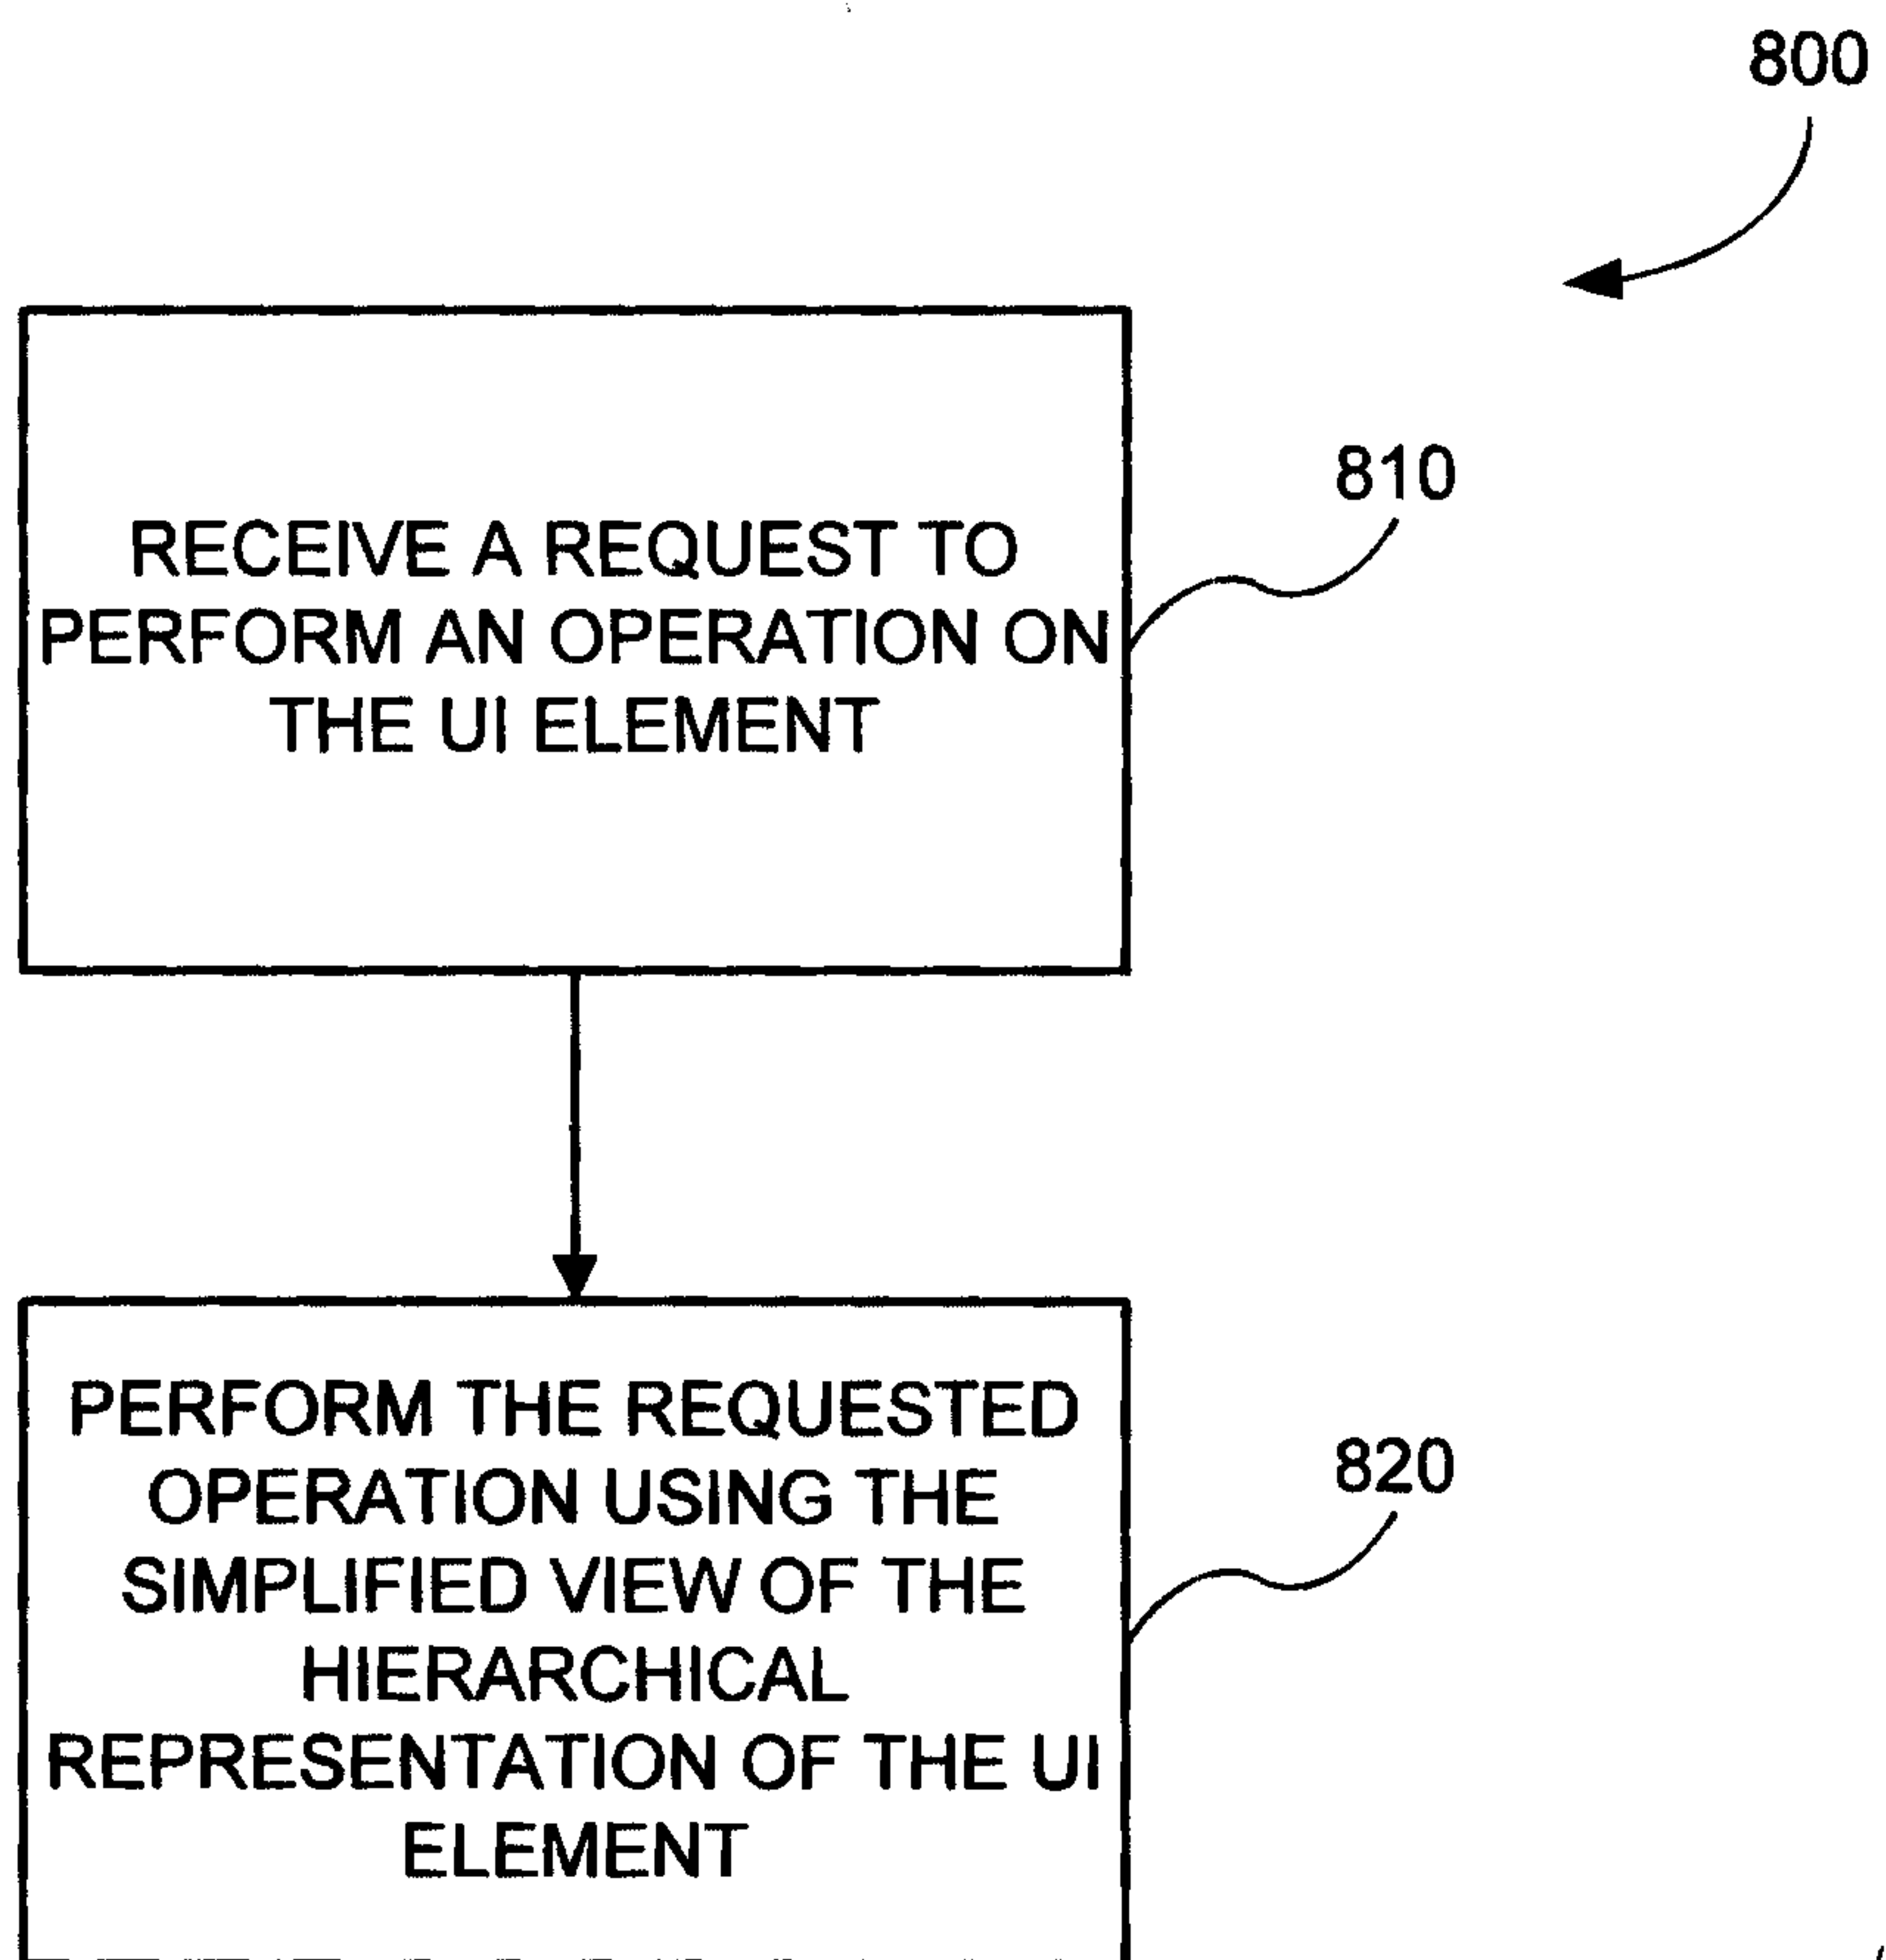 800
810
RECEIVE A REQUEST TO
PERFORM AN OPERATION ON
THE UI ELEMENT
820
PERFORM THE REQUESTED
OPERATION USING THE
SIMPLIFIED VIEW OF THE
HIERARCHICAL
REPRESENTATION OF THE UI
ELEMENT